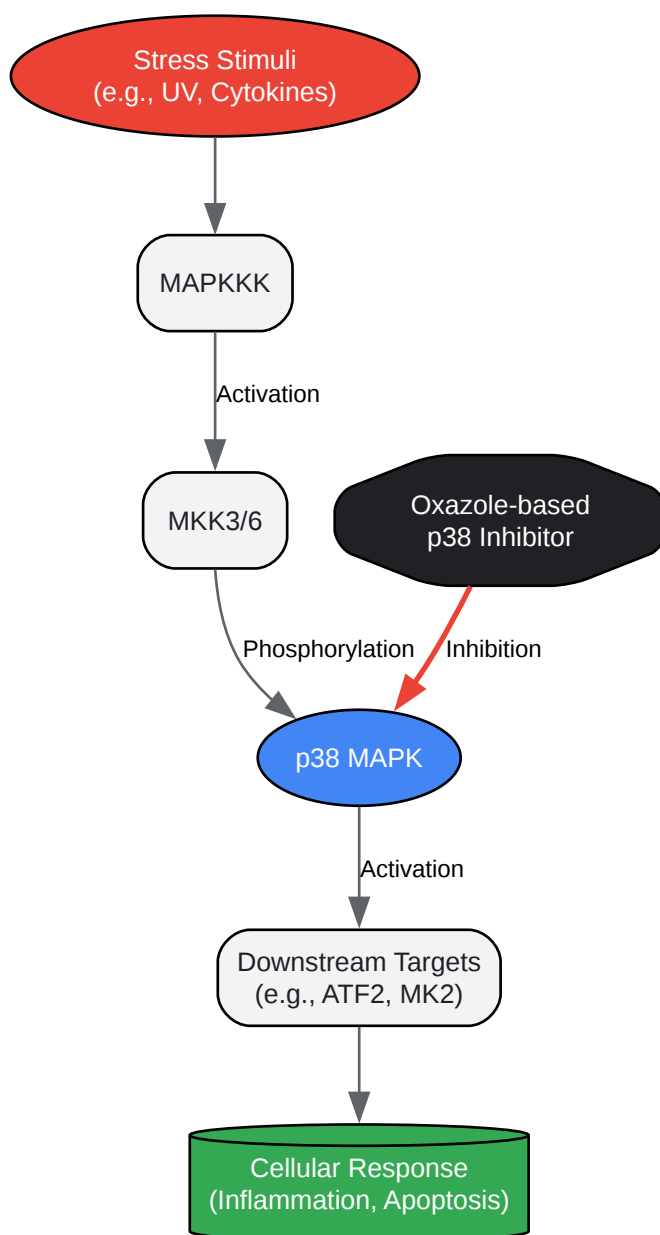 Stress Stimuli
(e.g., UV, Cytokines)
MAPKKK
Activation
MKK3/6
Oxazole-based
p38 Inhibitor
Phosphorylation
Inhibition
p38 MAPK
Activation
Downstream Targets
(e.g., ATF2, MK2)
Cellular Response
(Inflammation, Apoptosis)